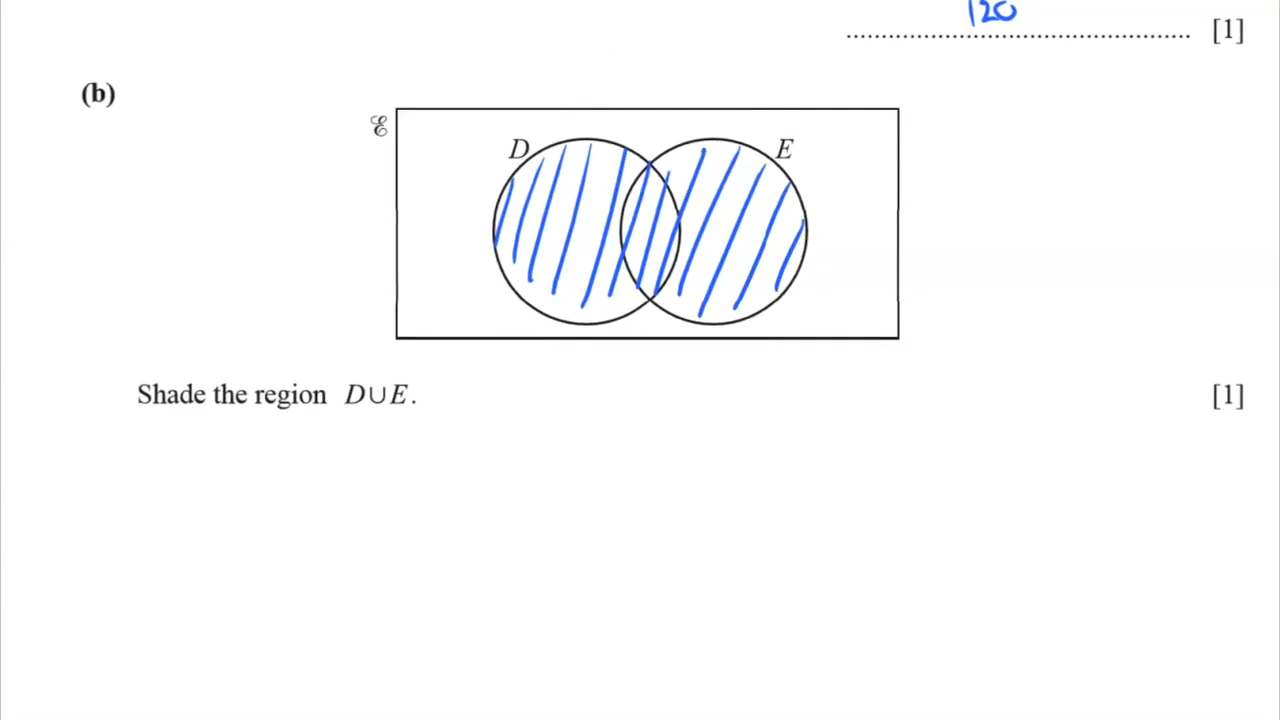 120
.................................................. [1]
(b)
ℰ
D E
Shade the region D∪E. [1]